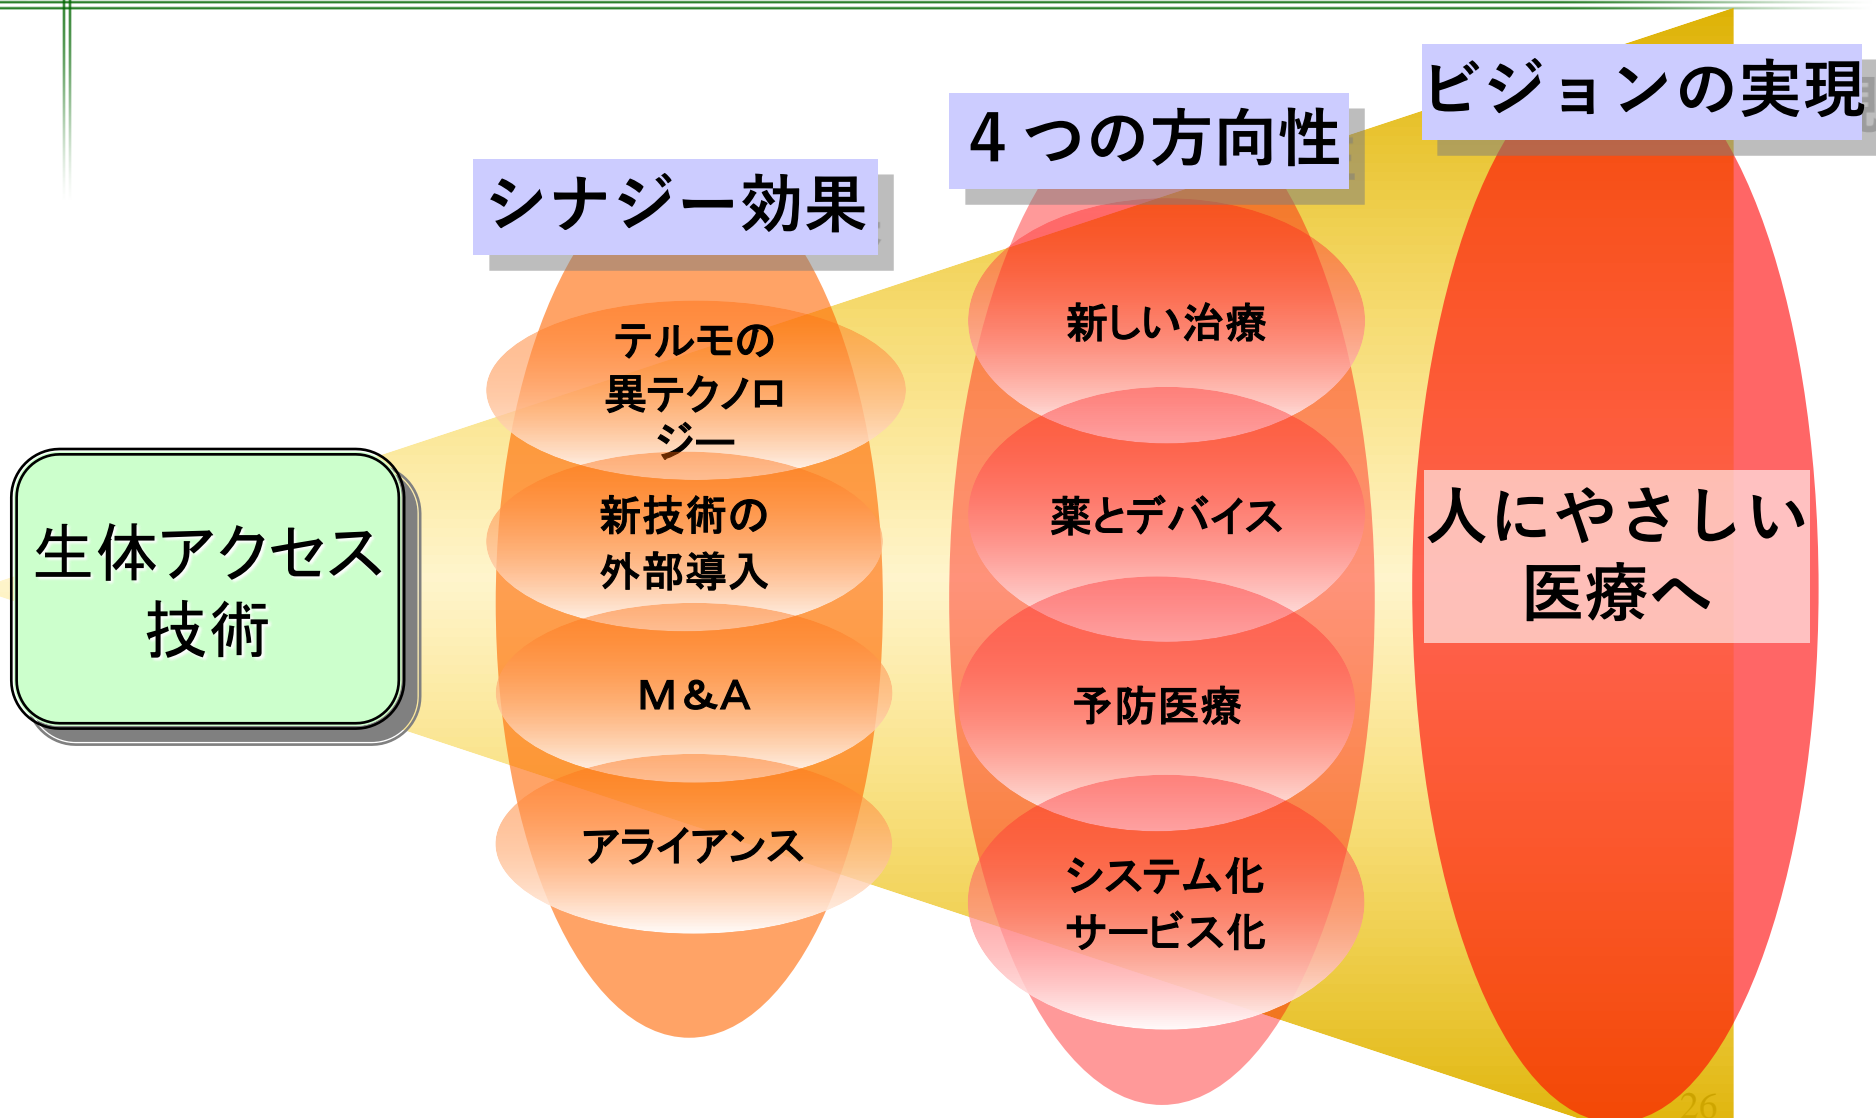 生体アクセス
技術
シナジー効果
テルモの
異テクノロ
ジー
新技術の
外部導入
M&A
アライアンス
4つの方向性
新しい治療
薬とデバイス
予防医療
システム化
サービス化
ビジョンの実現
人にやさしい
医療へ
26